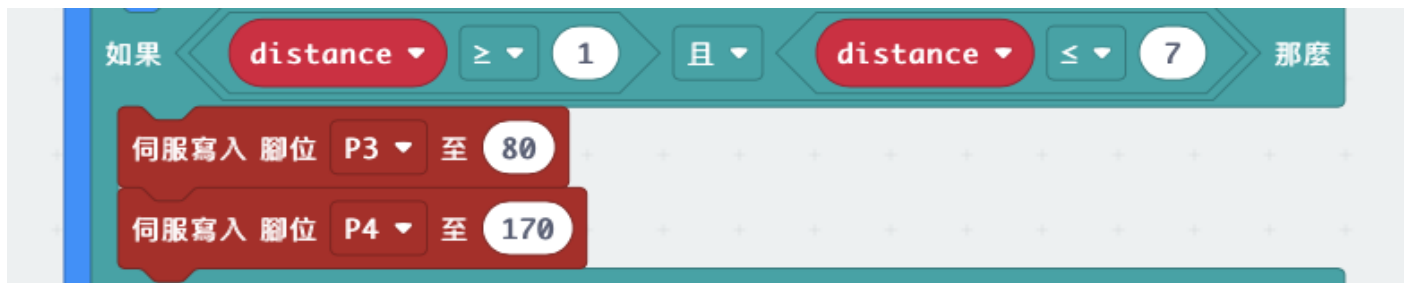 如果 distance ≥ 1 且 distance ≤ 7 那麼
伺服寫入 腳位 P3 至 80
伺服寫入 腳位 P4 至 170